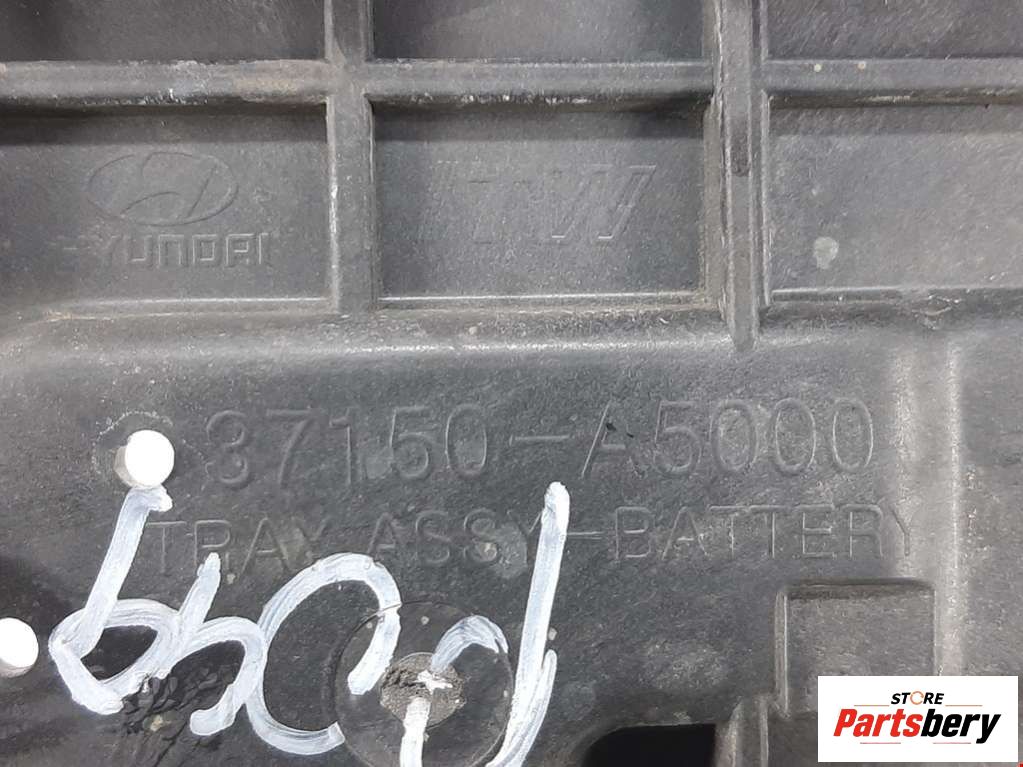 HYUNDAI
37150-A5000
TRAY ASSY-BATTERY
STORE
Partsbery